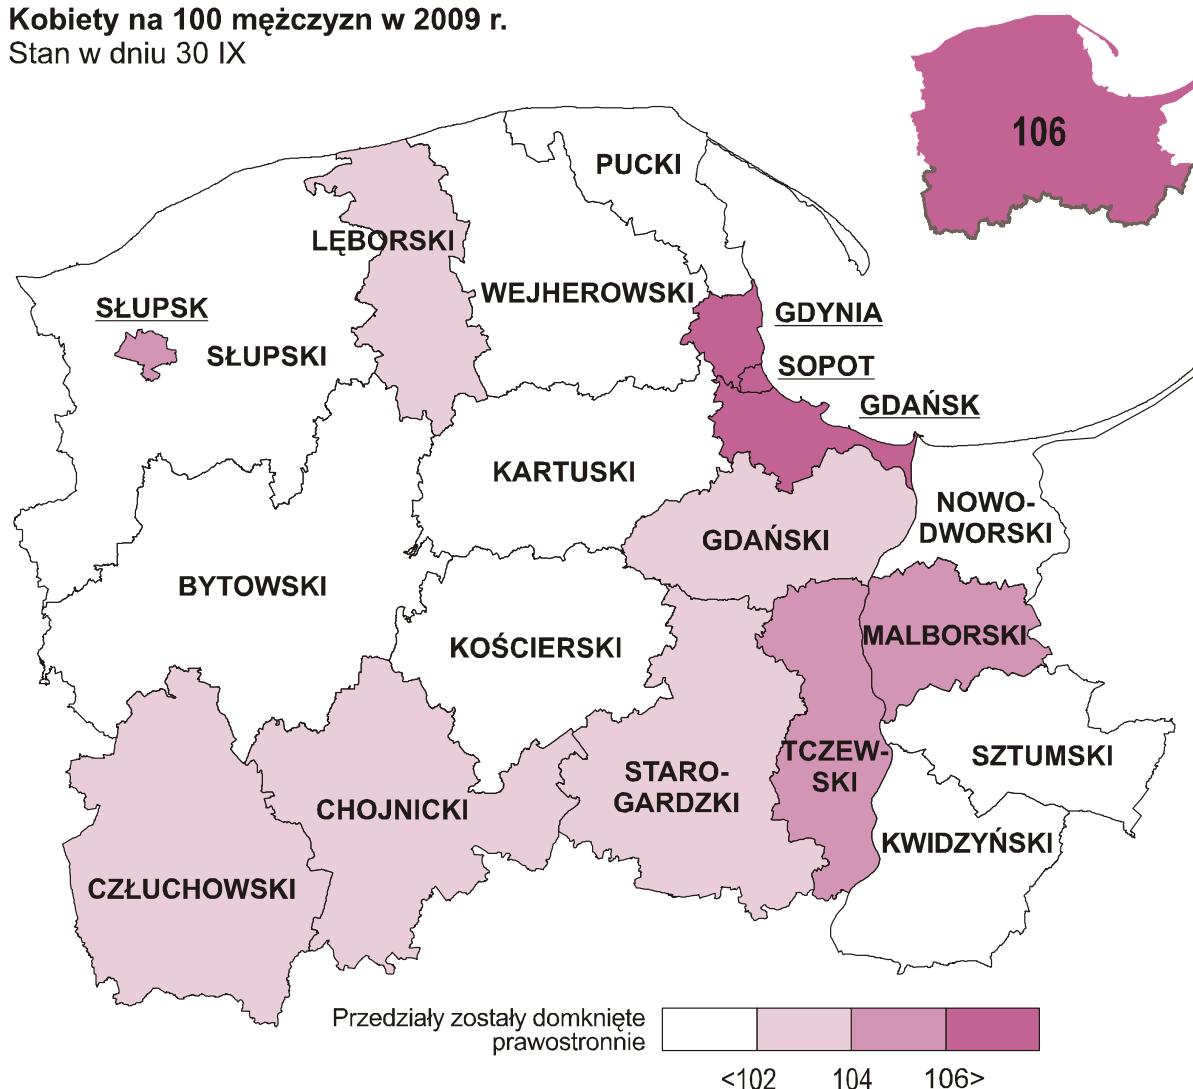 Kobiety na 100 mężczyzn w 2009 r.
Stan w dniu 30 IX
106
PUCKI
LĘBORSKI
WEJHEROWSKI
SŁUPSK
GDYNIA
SŁUPSKI
SOPOT
GDAŃSK
KARTUSKI
NOWO-
DWORSKI
GDAŃSKI
BYTOWSKI
KOŚCIERSKI
MALBORSKI
TCZEW-
SKI
SZTUMSKI
STARO-
GARDZKI
CHOJNICKI
KWIDZYŃSKI
CZŁUCHOWSKI
Przedziały zostały domknięte
prawostronnie
<102 104 106>